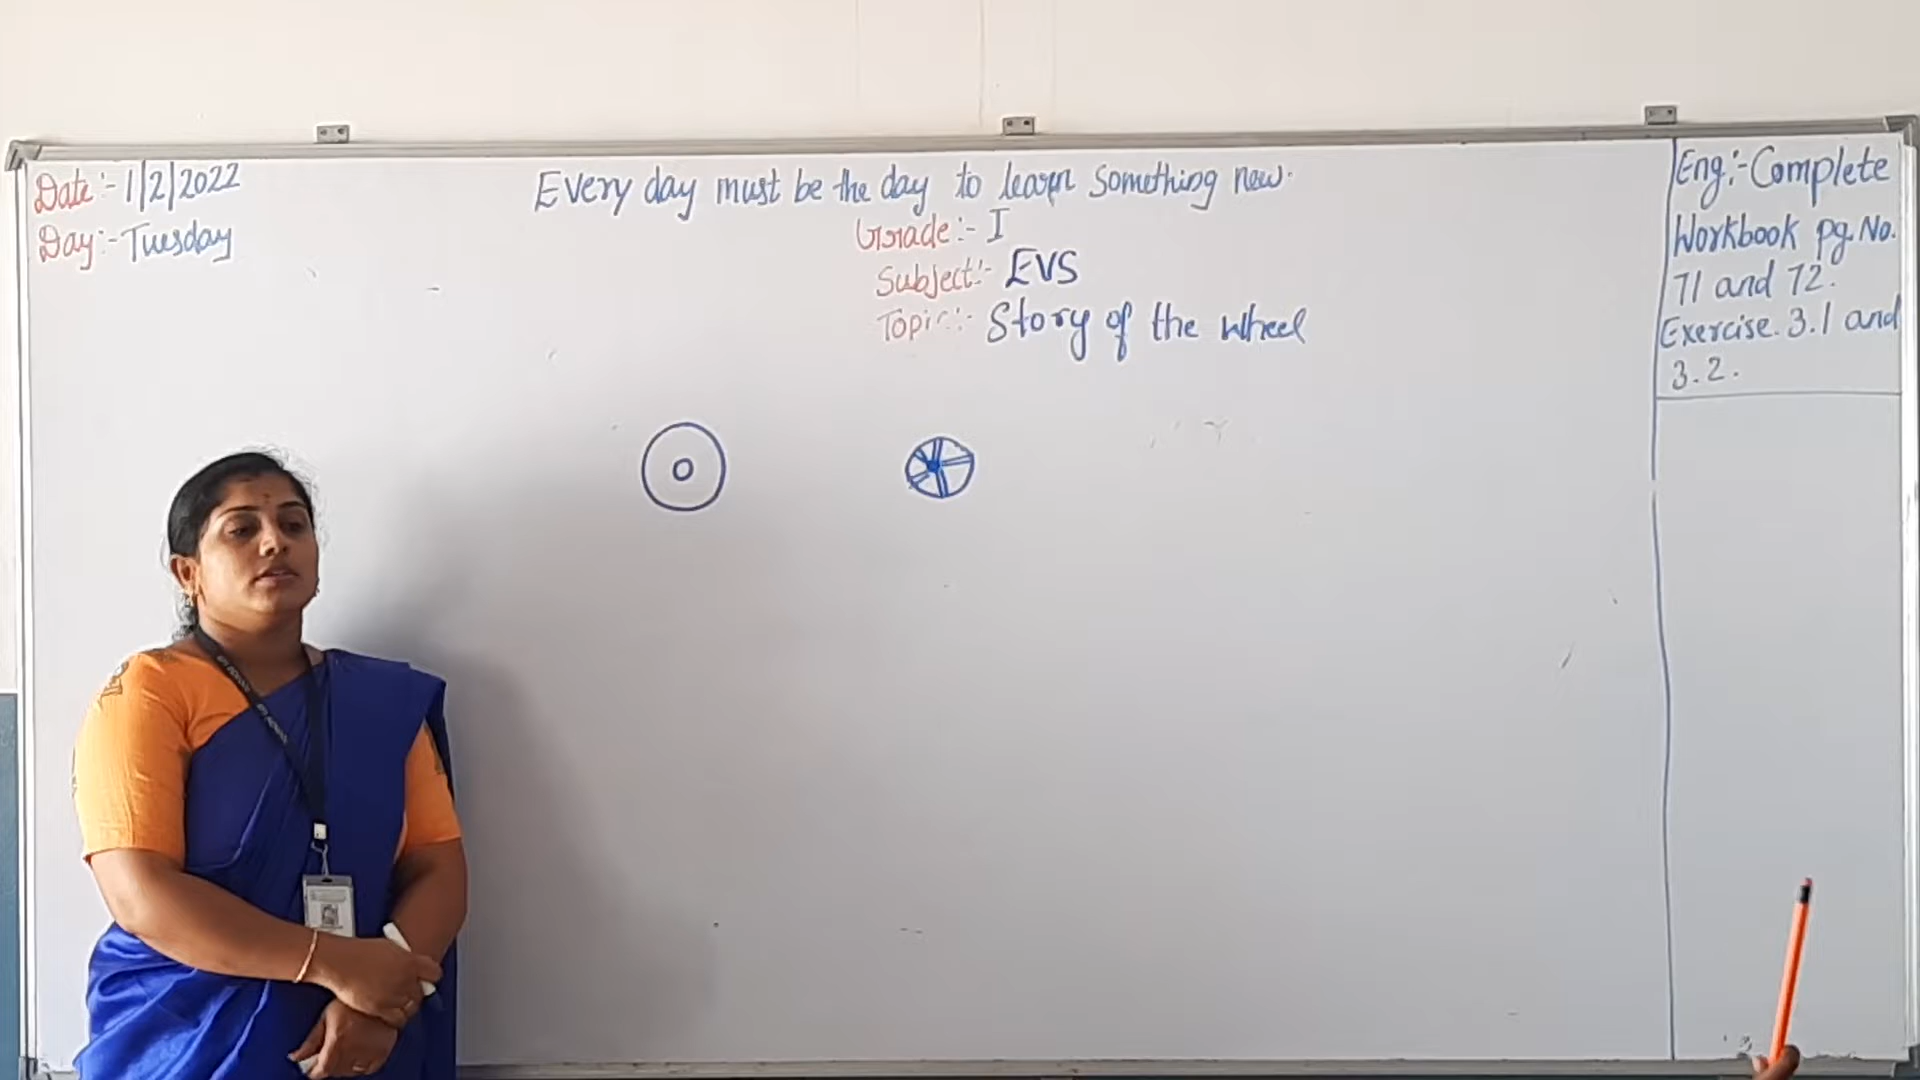 Date:- 1/2/2022
Day:- Tuesday
Every day must be the day to learn something new.
Grade:- I
Subject:- EVS
Topic:- Story of the wheel
Eng:- Complete
Workbook pg. No.
71 and 72.
Exercise. 3.1 and
3.2.